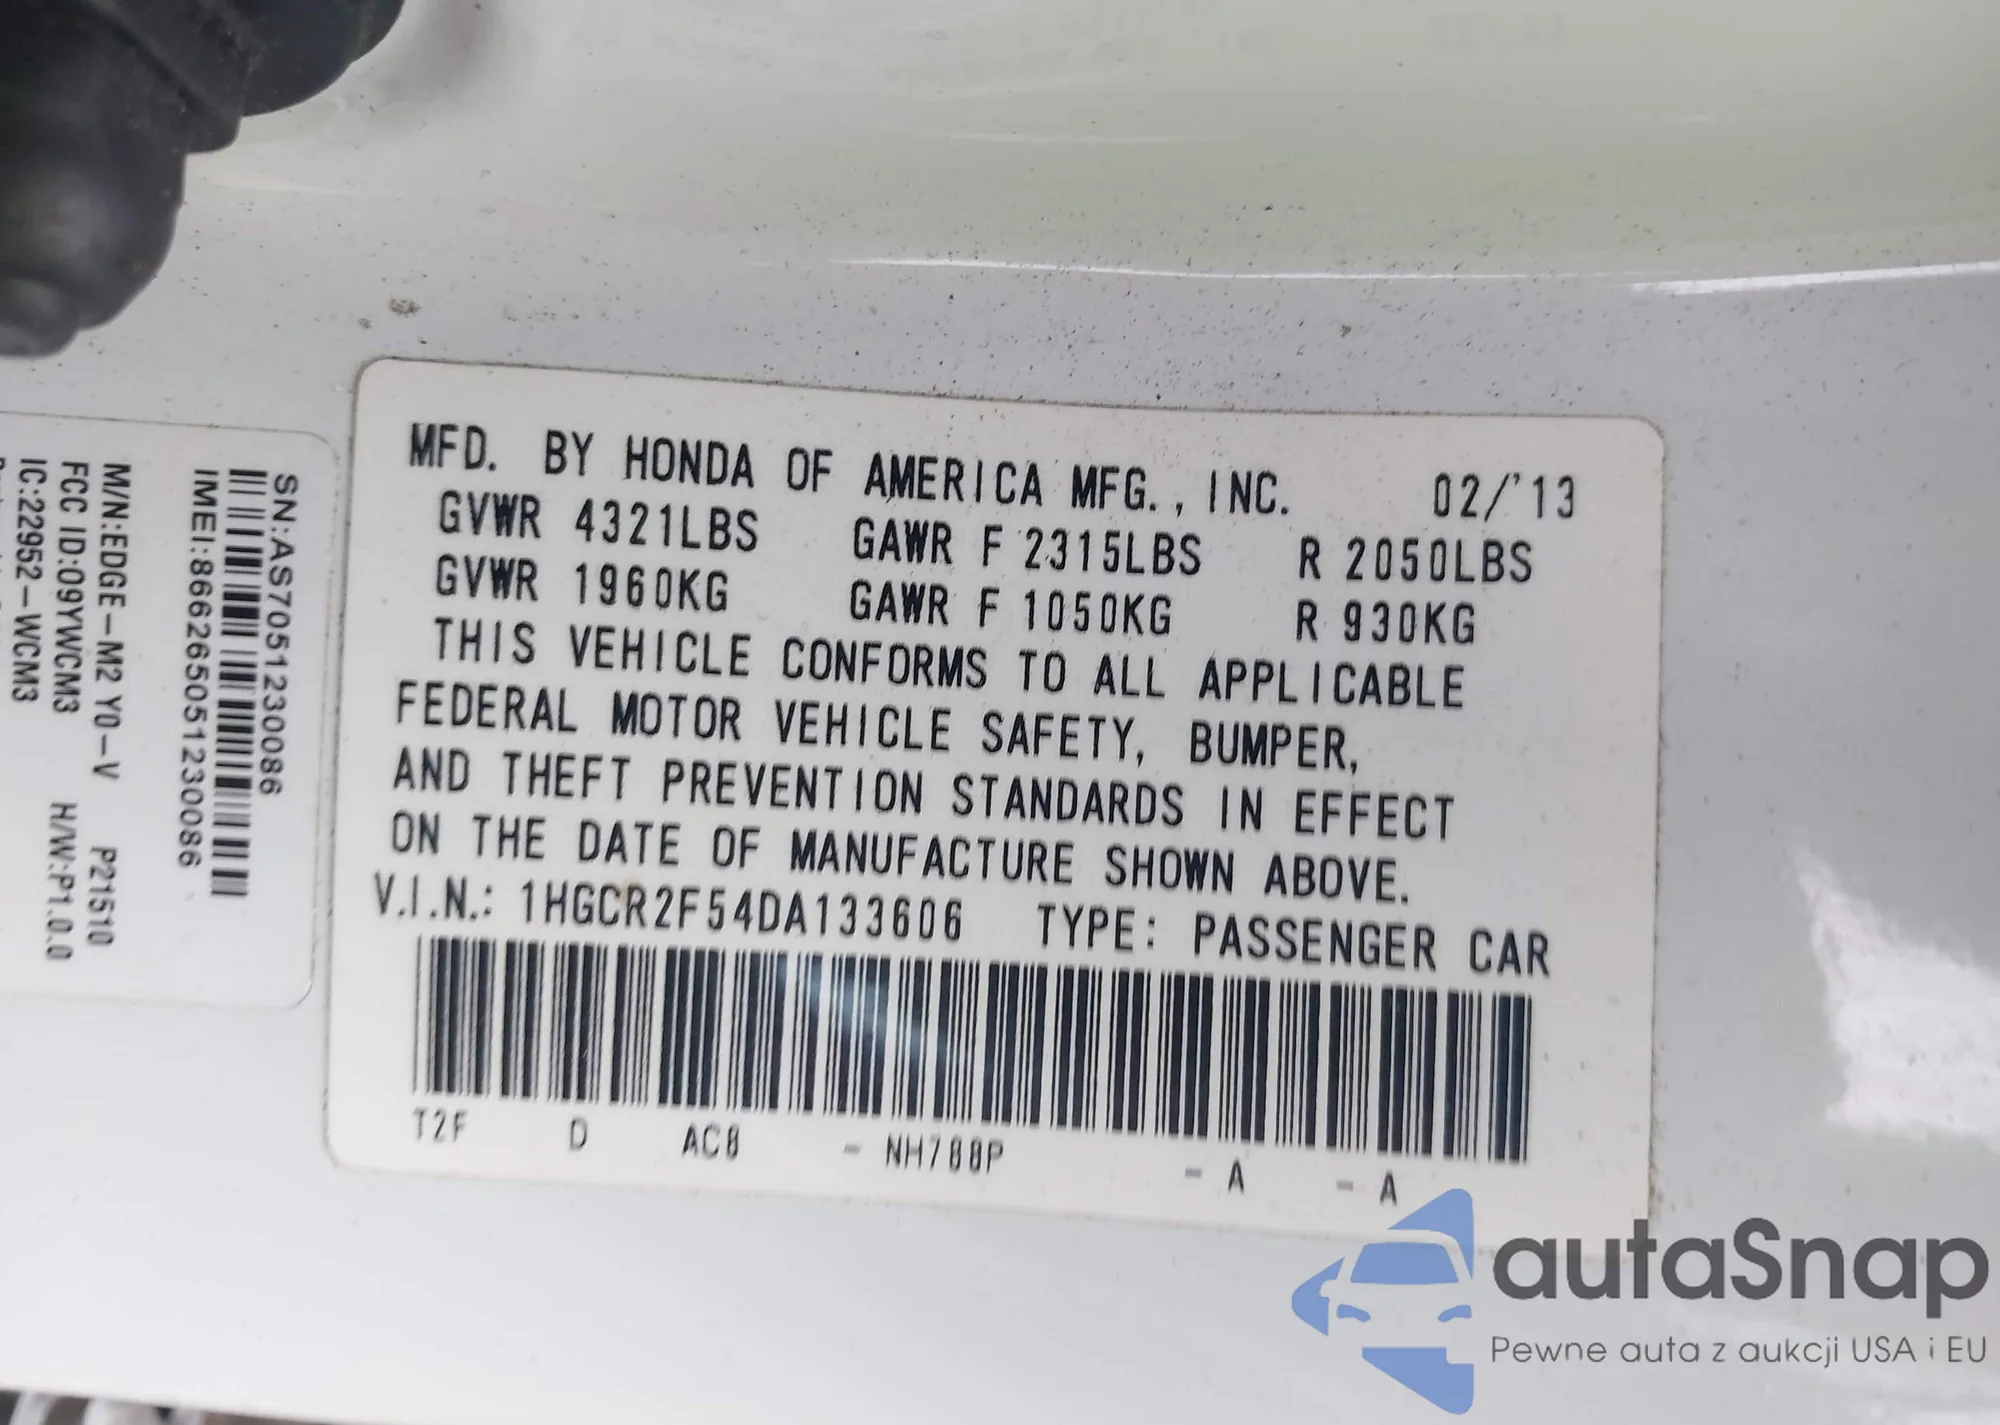 SN:AS7051230086
IMEI:866265051230086
M/N:EDGE-M2 Y0-V P21510
FCC ID:09YWCM3 H/W:P1.0.0
IC:22952-WCM3
MFD. BY HONDA OF AMERICA MFG., INC. 02/'13
GVWR 4321LBS GAWR F 2315LBS R 2050LBS
GVWR 1960KG GAWR F 1050KG R 930KG
THIS VEHICLE CONFORMS TO ALL APPLICABLE
FEDERAL MOTOR VEHICLE SAFETY, BUMPER,
AND THEFT PREVENTION STANDARDS IN EFFECT
ON THE DATE OF MANUFACTURE SHOWN ABOVE.
V.I.N.: 1HGCR2F54DA133606 TYPE: PASSENGER CAR
T2F D AC8 - NH788P - A - A
autaSnap
Pewne auta z aukcji USA i EU